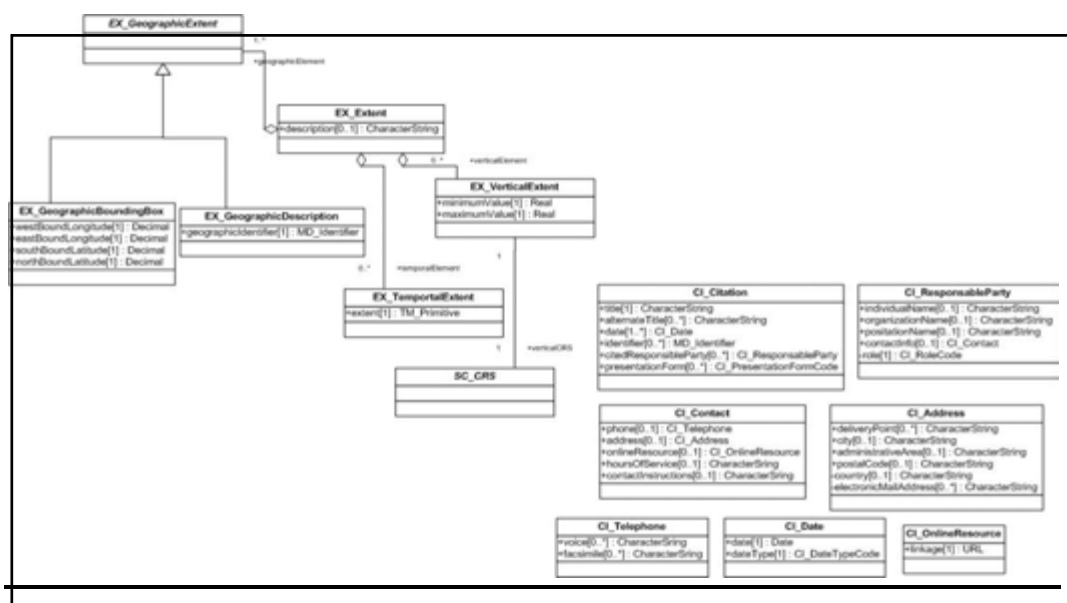 EX_GeographicExtent
1..*
+geographicElement
EX_Extent
+description[0..1] : CharacterString
0..*
+verticalElement
EX_VerticalExtent
+minimumValue[1] : Real
+maximumValue[1] : Real
EX_GeographicBoundingBox
+westBoundLongitude[1] : Decimal
+eastBoundLongitude[1] : Decimal
+southBoundLatitude[1] : Decimal
+northBoundLatitude[1] : Decimal
EX_GeographicDescription
+geographicIdentifier[1] : MD_Identifier
1
0..*
+temporalElement
EX_TemportalExtent
+extent[1] : TM_Primitive
1
+verticalCRS
SC_CRS
CI_Citation
+title[1] : CharacterString
+alternateTitle[0..*] : CharacterString
+date[1..*] : CI_Date
+identifier[0..*] : MD_Identifier
+citedResponsibleParty[0..*] : CI_ResponsableParty
+presentationForm[0..*] : CI_PresentationFormCode
CI_ResponsableParty
+individualName[0..1] : CharacterString
+organizationName[0..1] : CharacterString
+positationName[0..1] : CharacterString
+contactInfo[0..1] : CI_Contact
-role[1] : CI_RoleCode
CI_Contact
+phone[0..1] : CI_Telephone
+address[0..1] : CI_Address
+onlineResource[0..1] : CI_OnlineResource
+hoursOfService[0..1] : CharacterSring
+contactInstructions[0..1] : CharacterSring
CI_Address
+deliveryPoint[0..*] : CharacterString
+city[0..1] : CharacterString
+administrativeArea[0..1] : CharacterString
+postalCode[0..1] : CharacterString
-country[0..1] : CharacterString
-electronicMailAddress[0..*] : CharacterString
CI_Telephone
+voice[0..*] : CharacterSring
+facsimile[0..*] : CharacterSring
CI_Date
+date[1] : Date
+dateType[1] : CI_DateTypeCode
CI_OnlineResource
+linkage[1] : URL